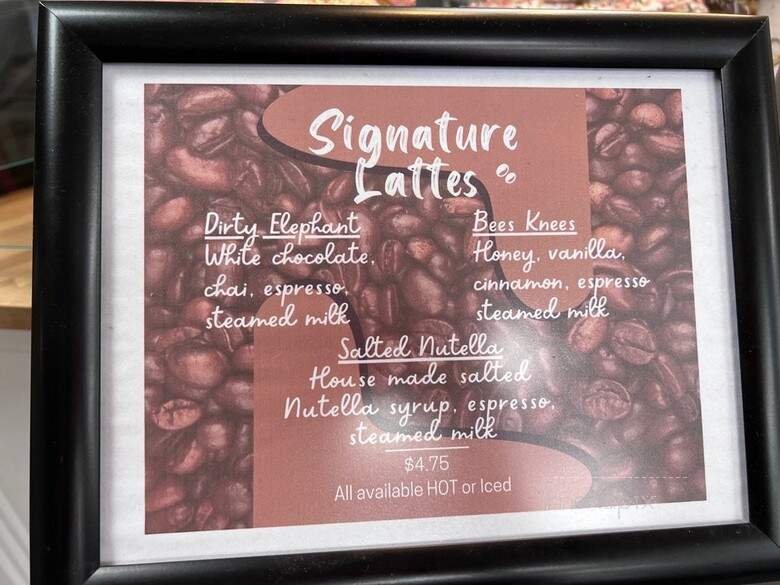 Signature
Lattes
Dirty Elephant
White chocolate,
chai, espresso,
steamed milk
Bees Knees
Honey, vanilla,
cinnamon, espresso
steamed milk
Salted Nutella
House made salted
Nutella syrup, espresso,
steamed milk
$4.75
All available HOT or Iced